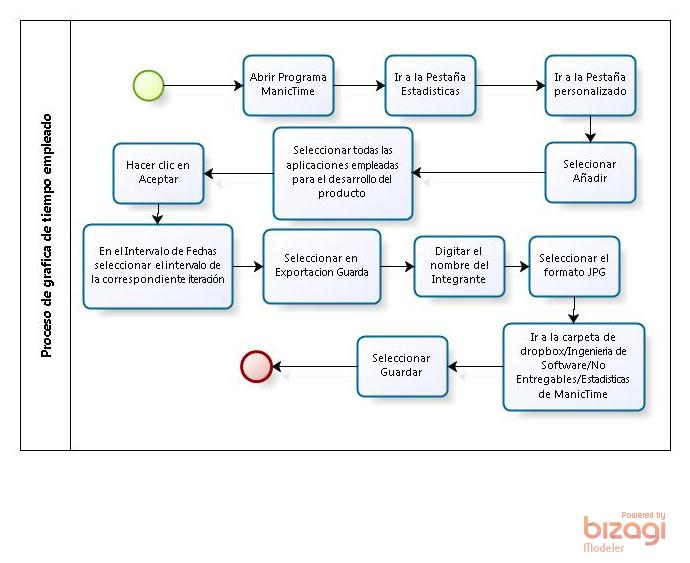 Proceso de grafica de tiempo empleado
Abrir Programa
ManicTime
Ir a la Pestaña
Estadisticas
Ir a la Pestaña
personalizado
Selecionar
Añadir
Seleccionar todas las
aplicaciones empleadas
para el desarrollo del
producto
Hacer clic en
Aceptar
En el Intervalo de Fechas
seleccionar el intervalo de
la correspondiente iteración
Seleccionar en
Exportacion Guarda
Digitar el
nombre del
Integrante
Seleccionar el
formato JPG
Ir a la carpeta de
dropbox/Ingenieria de
Software/No
Entregables/Estadisticas
de ManicTime
Seleccionar
Guardar
Powered by
bizagi
Modeler